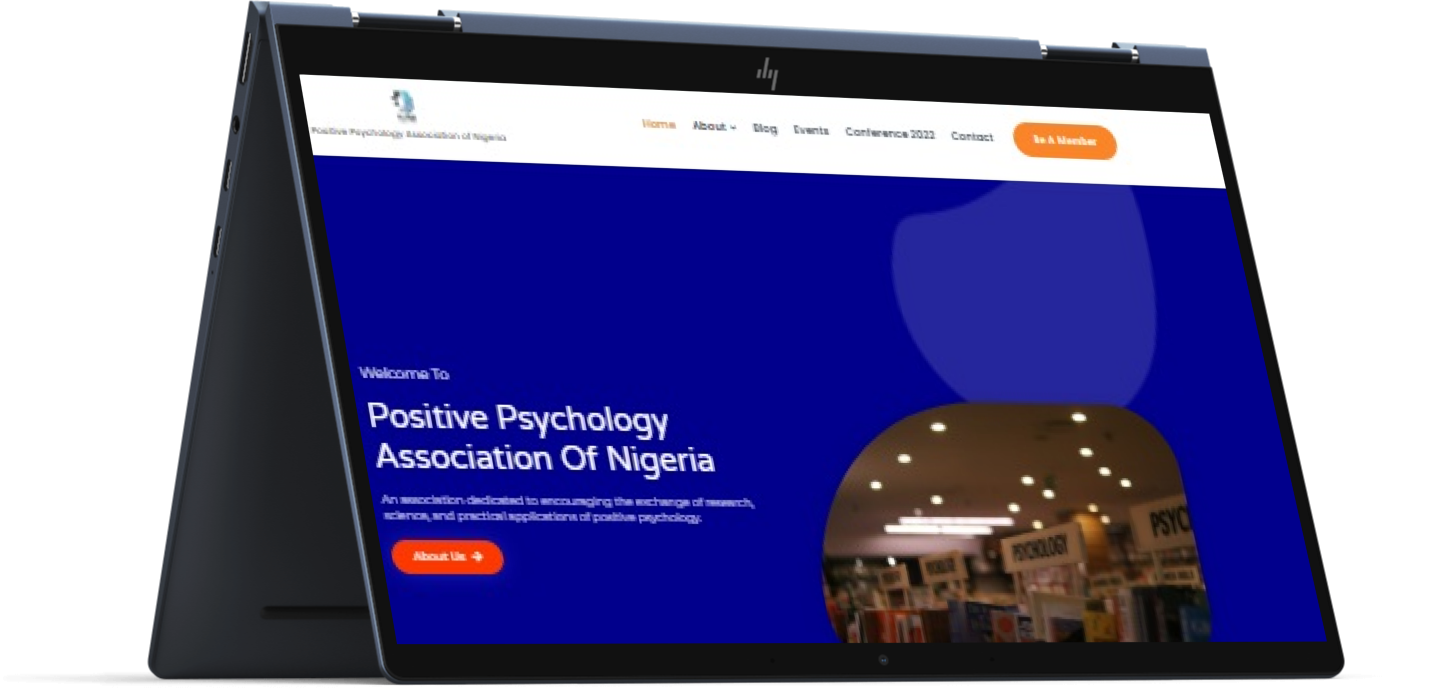 hp
Positive Psychology Association of Nigeria
Home About Blog Events Conference 2022 Contact Be A Member
Welcome To
Positive Psychology
Association Of Nigeria
An association dedicated to encouraging the exchange of research,
science, and practical applications of positive psychology.
About Us →
PSYCHOLOGY
PSYC